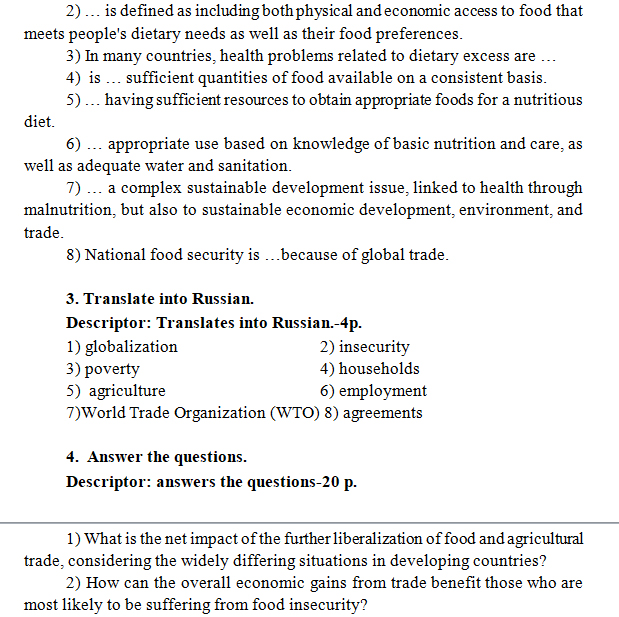 2) … is defined as including both physical and economic access to food that
meets people's dietary needs as well as their food preferences.
3) In many countries, health problems related to dietary excess are …
4) is … sufficient quantities of food available on a consistent basis.
5) … having sufficient resources to obtain appropriate foods for a nutritious
diet.
6) … appropriate use based on knowledge of basic nutrition and care, as
well as adequate water and sanitation.
7) … a complex sustainable development issue, linked to health through
malnutrition, but also to sustainable economic development, environment, and
trade.
8) National food security is …because of global trade.
3. Translate into Russian.
Descriptor: Translates into Russian.-4p.
1) globalization 2) insecurity
3) poverty 4) households
5) agriculture 6) employment
7)World Trade Organization (WTO) 8) agreements
4. Answer the questions.
Descriptor: answers the questions-20 p.
1) What is the net impact of the further liberalization of food and agricultural
trade, considering the widely differing situations in developing countries?
2) How can the overall economic gains from trade benefit those who are
most likely to be suffering from food insecurity?